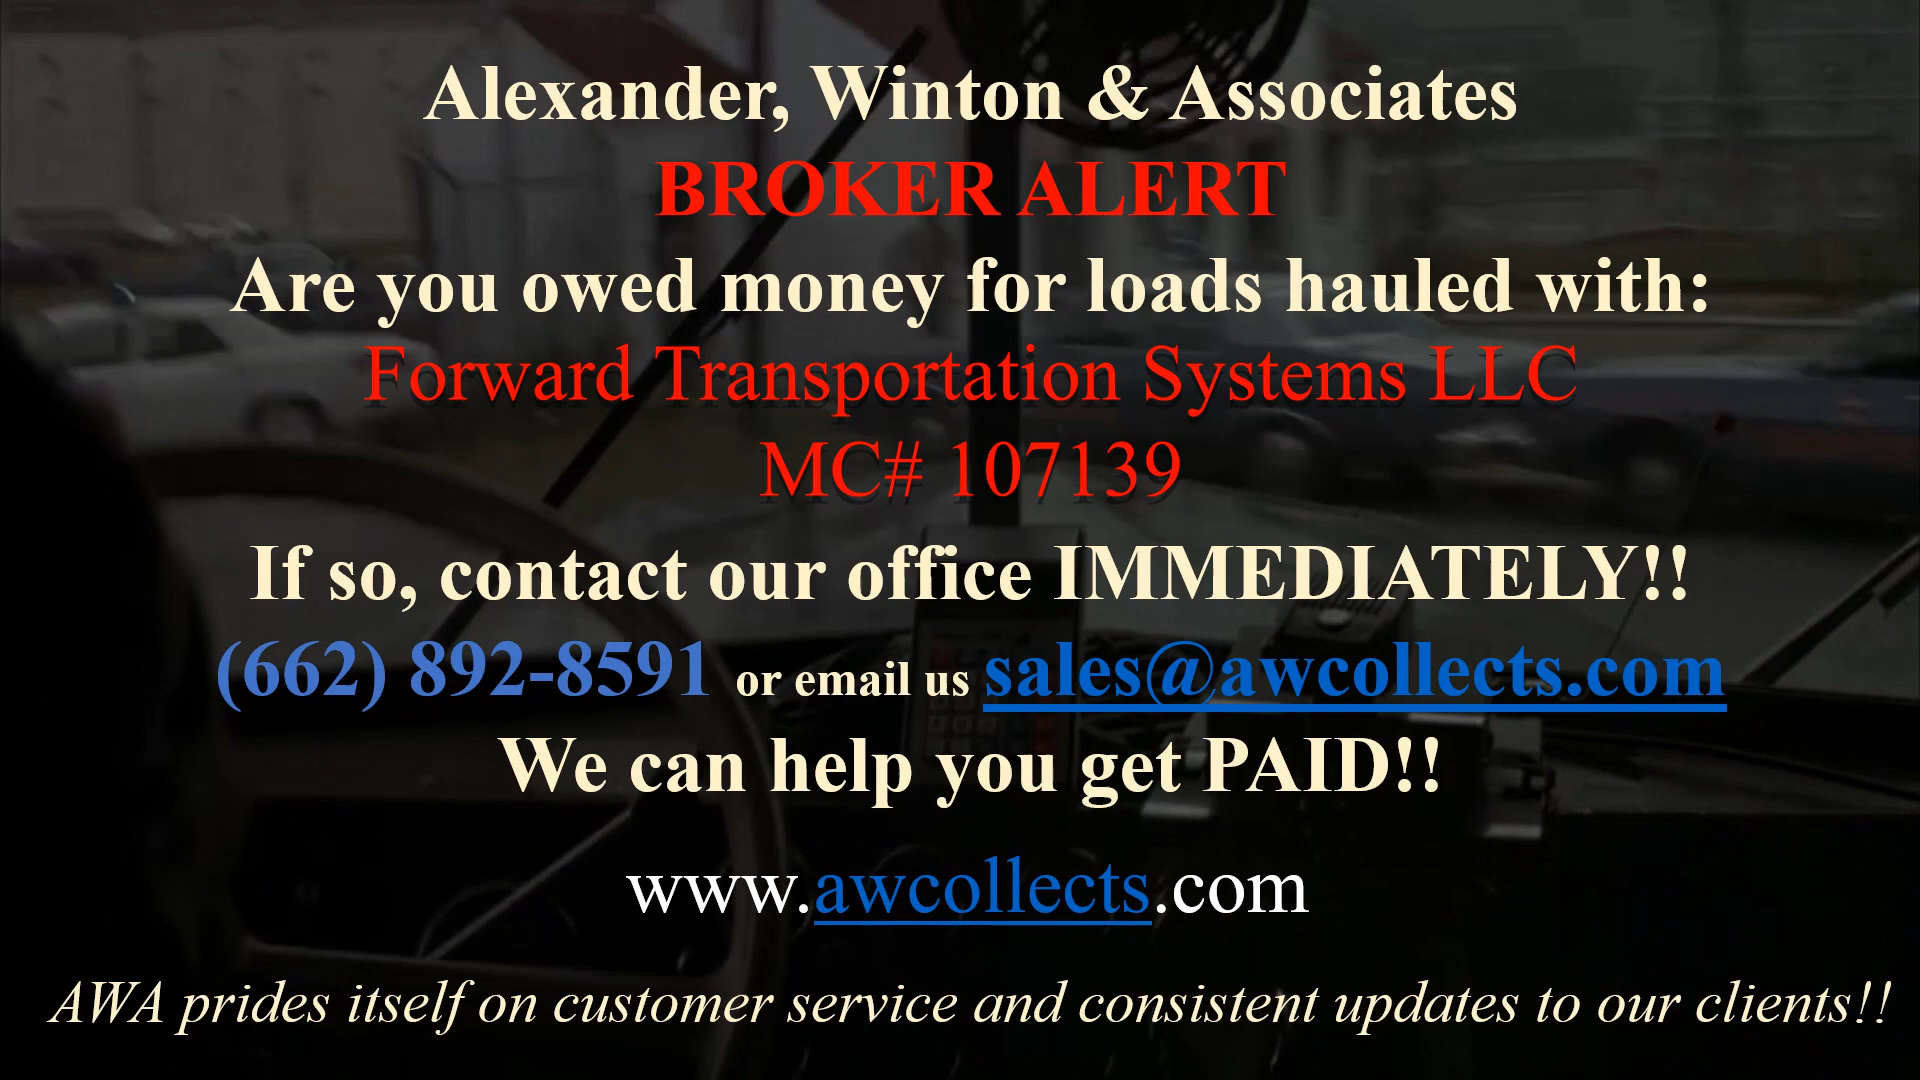 Alexander, Winton & Associates
BROKER ALERT
Are you owed money for loads hauled with:
Forward Transportation Systems LLC
MC# 107139
If so, contact our office IMMEDIATELY!!
(662) 892-8591 or email us sales@awcollects.com
We can help you get PAID!!
www.awcollects.com
AWA prides itself on customer service and consistent updates to our clients!!